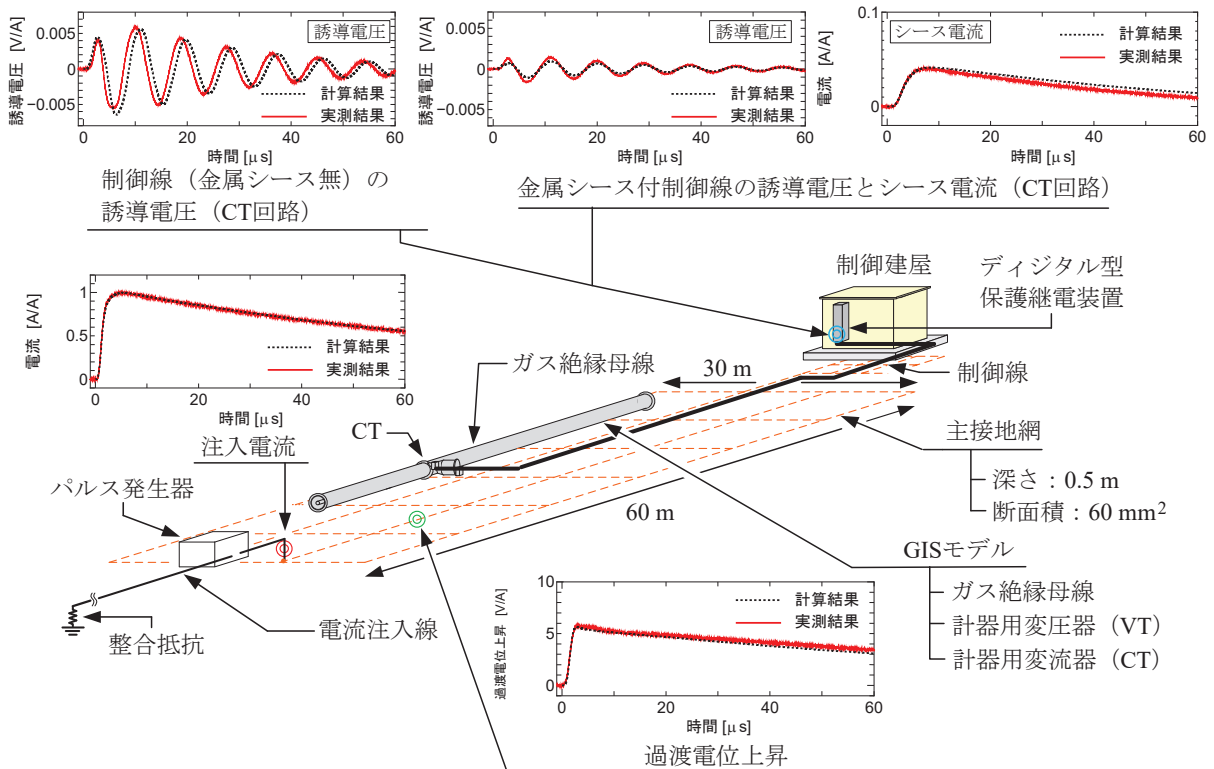 誘導電圧 [V/A]
0.005
0
−0.005
誘導電圧
計算結果
実測結果
0
20
40
60
時間 [μs]
誘導電圧 [V/A]
0.005
0
−0.005
誘導電圧
計算結果
実測結果
0
20
40
60
時間 [μs]
電流 [A/A]
0.1
0
シース電流
計算結果
実測結果
0
20
40
60
時間 [μs]
制御線（金属シース無）の
誘導電圧（CT回路）
金属シース付制御線の誘導電圧とシース電流（CT回路）
電流 [A/A]
1
0.5
0
計算結果
実測結果
0
20
40
60
時間 [μs]
制御建屋
ディジタル型
保護継電装置
ガス絶縁母線
30 m
制御線
CT
注入電流
主接地網
深さ：0.5 m
断面積：60 mm²
パルス発生器
60 m
GISモデル
ガス絶縁母線
計器用変圧器（VT）
計器用変流器（CT）
整合抵抗
電流注入線
過渡電位上昇 [V/A]
10
5
0
計算結果
実測結果
0
20
40
60
時間 [μs]
過渡電位上昇